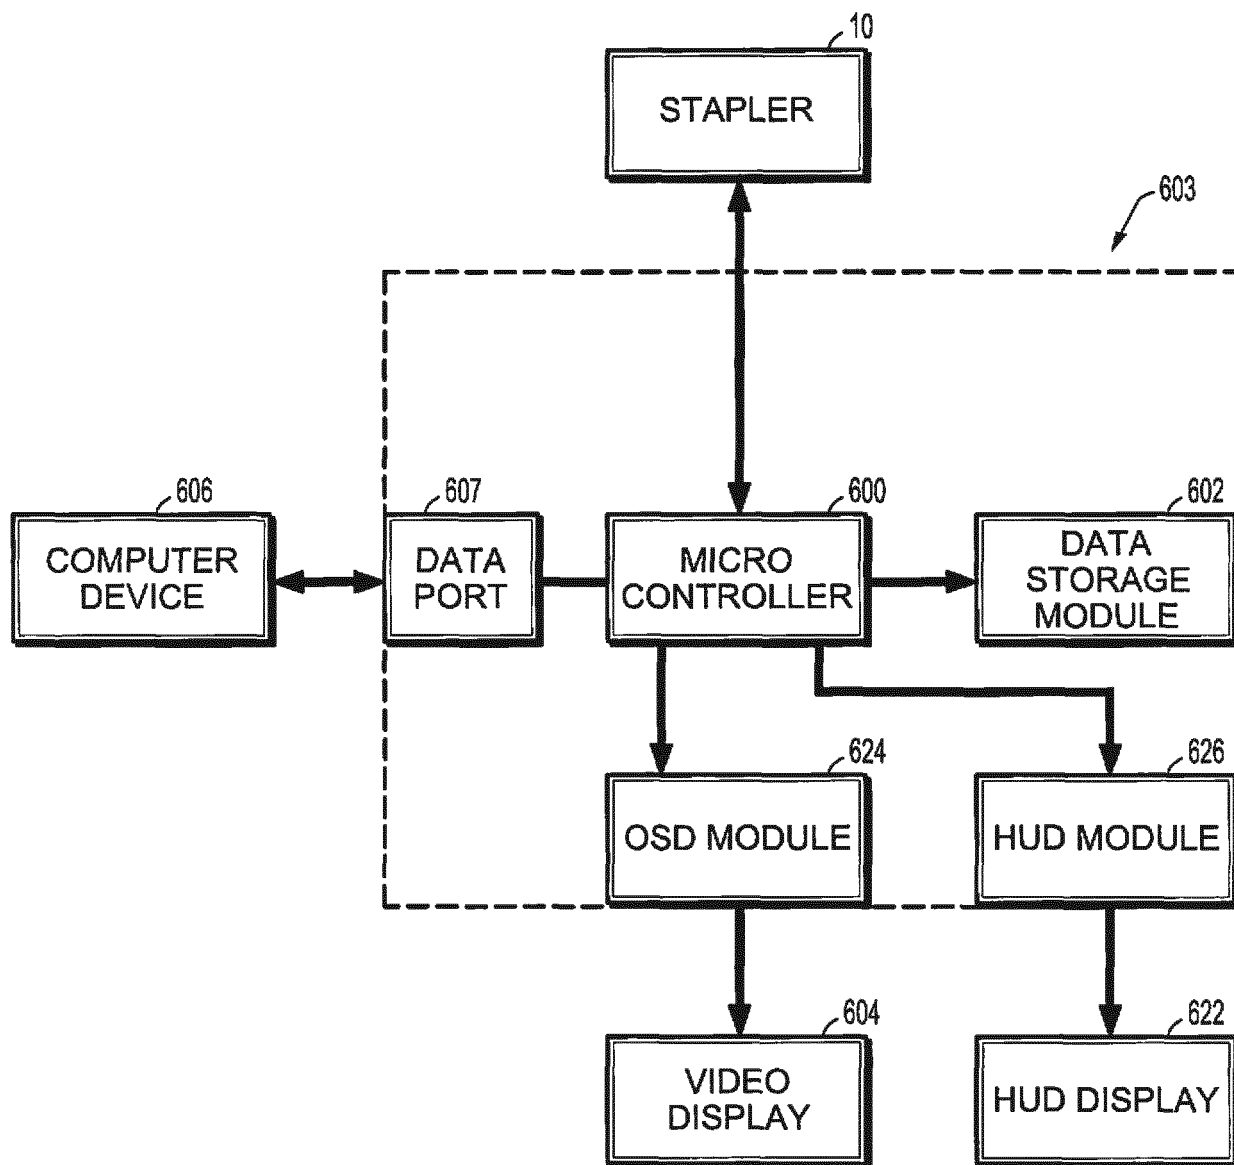 10
STAPLER
603
606
COMPUTER
DEVICE
607
DATA
PORT
600
MICRO
CONTROLLER
602
DATA
STORAGE
MODULE
624
OSD MODULE
626
HUD MODULE
604
VIDEO
DISPLAY
622
HUD DISPLAY